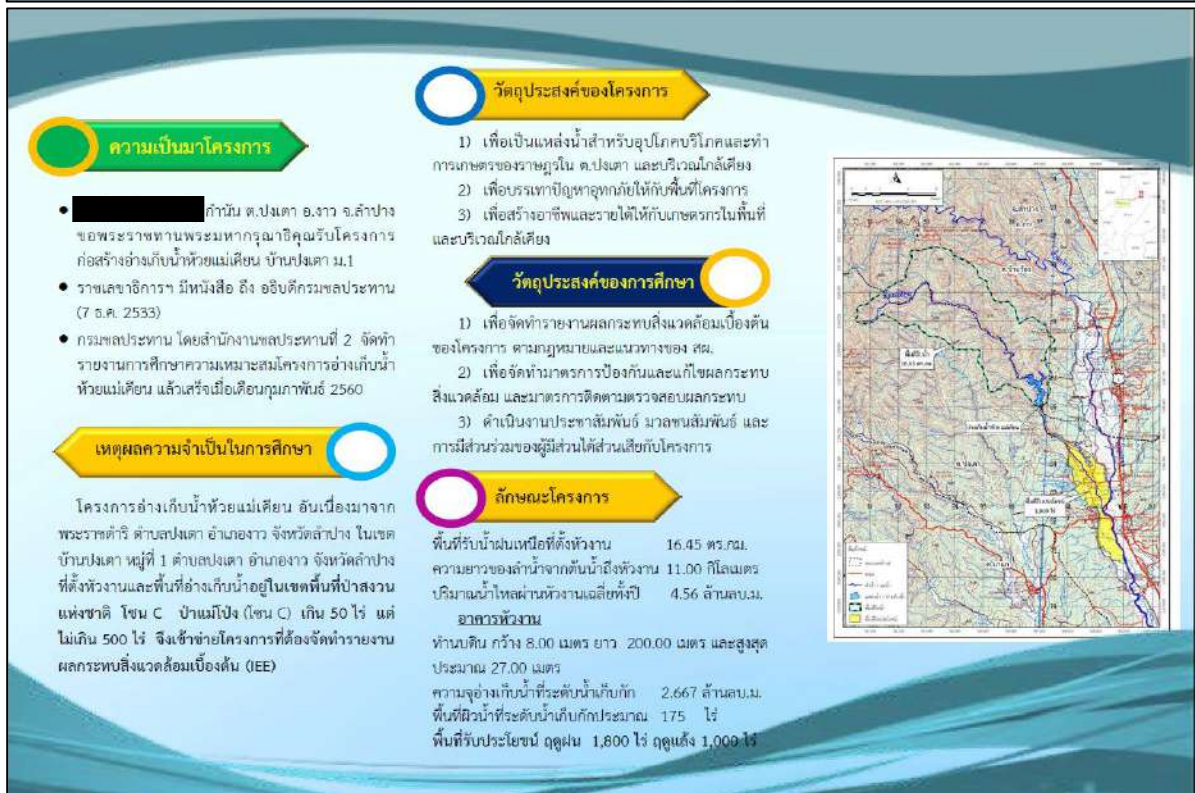 ความเป็นมาโครงการ
กำนัน ต.ปงเตา อ.งาว จ.ลำปาง
ขอพระราชทานพระมหากรุณาธิคุณรับโครงการ
ก่อสร้างอ่างเก็บน้ำห้วยแม่เคียน บ้านปงเตา ม.1
ราชเลขาธิการฯ มีหนังสือ ถึง อธิบดีกรมชลประทาน
(7 ธ.ค. 2533)
กรมชลประทาน โดยสำนักงานชลประทานที่ 2 จัดทำ
รายงานการศึกษาความเหมาะสมโครงการอ่างเก็บน้ำ
ห้วยแม่เคียน แล้วเสร็จเมื่อเดือนกุมภาพันธ์ 2560
เหตุผลความจำเป็นในการศึกษา
โครงการอ่างเก็บน้ำห้วยแม่เคียน อันเนื่องมาจาก
พระราชดำริ ตำบลปงเตา อำเภองาว จังหวัดลำปาง ในเขต
บ้านปงเตา หมู่ที่ 1 ตำบลปงเตา อำเภองาว จังหวัดลำปาง
ที่ตั้งหัวงานและพื้นที่อ่างเก็บน้ำอยู่ในเขตพื้นที่ป่าสงวน
แห่งชาติ โซน C ป่าแม่โป่ง (โซน C) เกิน 50 ไร่ แต่
ไม่เกิน 500 ไร่ จึงเข้าข่ายโครงการที่ต้องจัดทำรายงาน
ผลกระทบสิ่งแวดล้อมเบื้องต้น (IEE)
วัตถุประสงค์ของโครงการ
1) เพื่อเป็นแหล่งน้ำสำหรับอุปโภคบริโภคและทำ
การเกษตรของราษฎรใน ต.ปงเตา และบริเวณใกล้เคียง
2) เพื่อบรรเทาปัญหาอุทกภัยให้กับพื้นที่โครงการ
3) เพื่อสร้างอาชีพและรายได้ให้กับเกษตรกรในพื้นที่
และบริเวณใกล้เคียง
วัตถุประสงค์ของการศึกษา
1) เพื่อจัดทำรายงานผลกระทบสิ่งแวดล้อมเบื้องต้น
ของโครงการ ตามกฎหมายและแนวทางของ สผ.
2) เพื่อจัดทำมาตรการป้องกันและแก้ไขผลกระทบ
สิ่งแวดล้อม และมาตรการติดตามตรวจสอบผลกระทบ
3) ดำเนินงานประชาสัมพันธ์ มวลชนสัมพันธ์ และ
การมีส่วนร่วมของผู้มีส่วนได้ส่วนเสียกับโครงการ
ลักษณะโครงการ
พื้นที่รับน้ำฝนเหนือที่ตั้งหัวงาน 16.45 ตร.กม.
ความยาวของลำน้ำจากต้นน้ำถึงหัวงาน 11.00 กิโลเมตร
ปริมาณน้ำไหลผ่านหัวงานเฉลี่ยทั้งปี 4.56 ล้านลบ.ม.
อาคารหัวงาน
ทำนบดิน กว้าง 8.00 เมตร ยาว 200.00 เมตร และสูงสุด
ประมาณ 27.00 เมตร
ความจุอ่างเก็บน้ำที่ระดับน้ำเก็บกัก 2.667 ล้านลบ.ม.
พื้นที่ผิวน้ำที่ระดับน้ำเก็บกักประมาณ 175 ไร่
พื้นที่รับประโยชน์ ฤดูฝน 1,800 ไร่ ฤดูแล้ง 1,000 ไร่